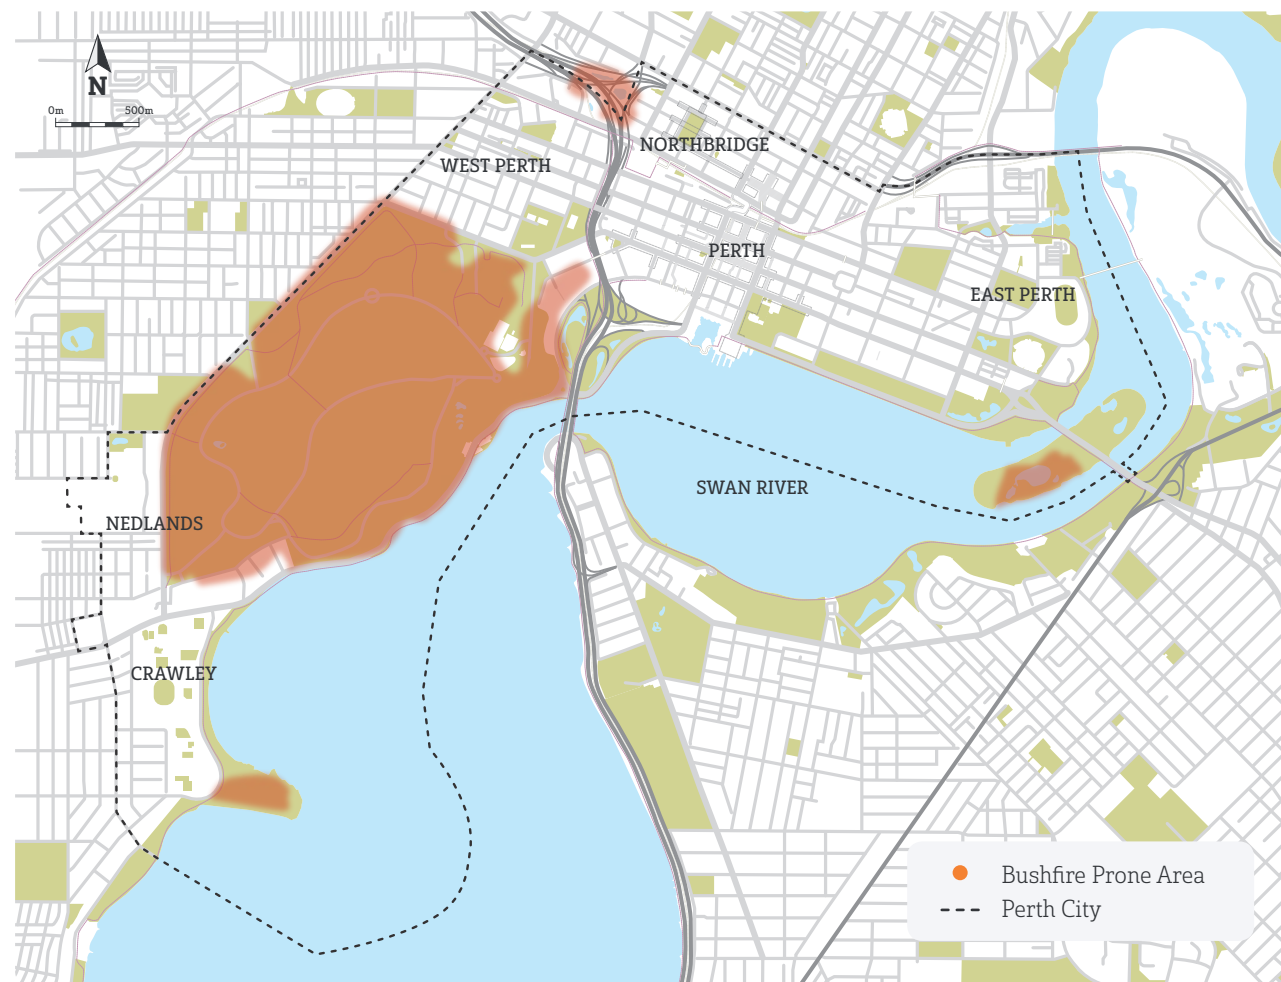 N
0m 500m
NORTHBRIDGE
WEST PERTH
PERTH
EAST PERTH
SWAN RIVER
NEDLANDS
CRAWLEY
Bushfire Prone Area
Perth City